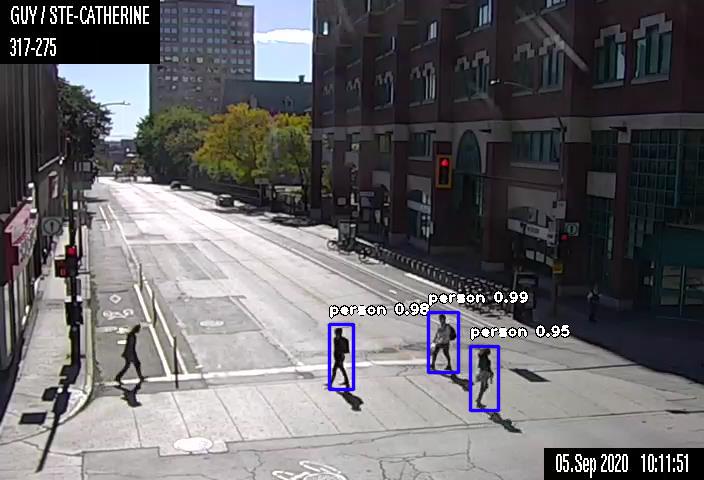 GUY / STE-CATHERINE
317-275
person 0.99
person 0.98
person 0.95
05.Sep 2020 10:11:51